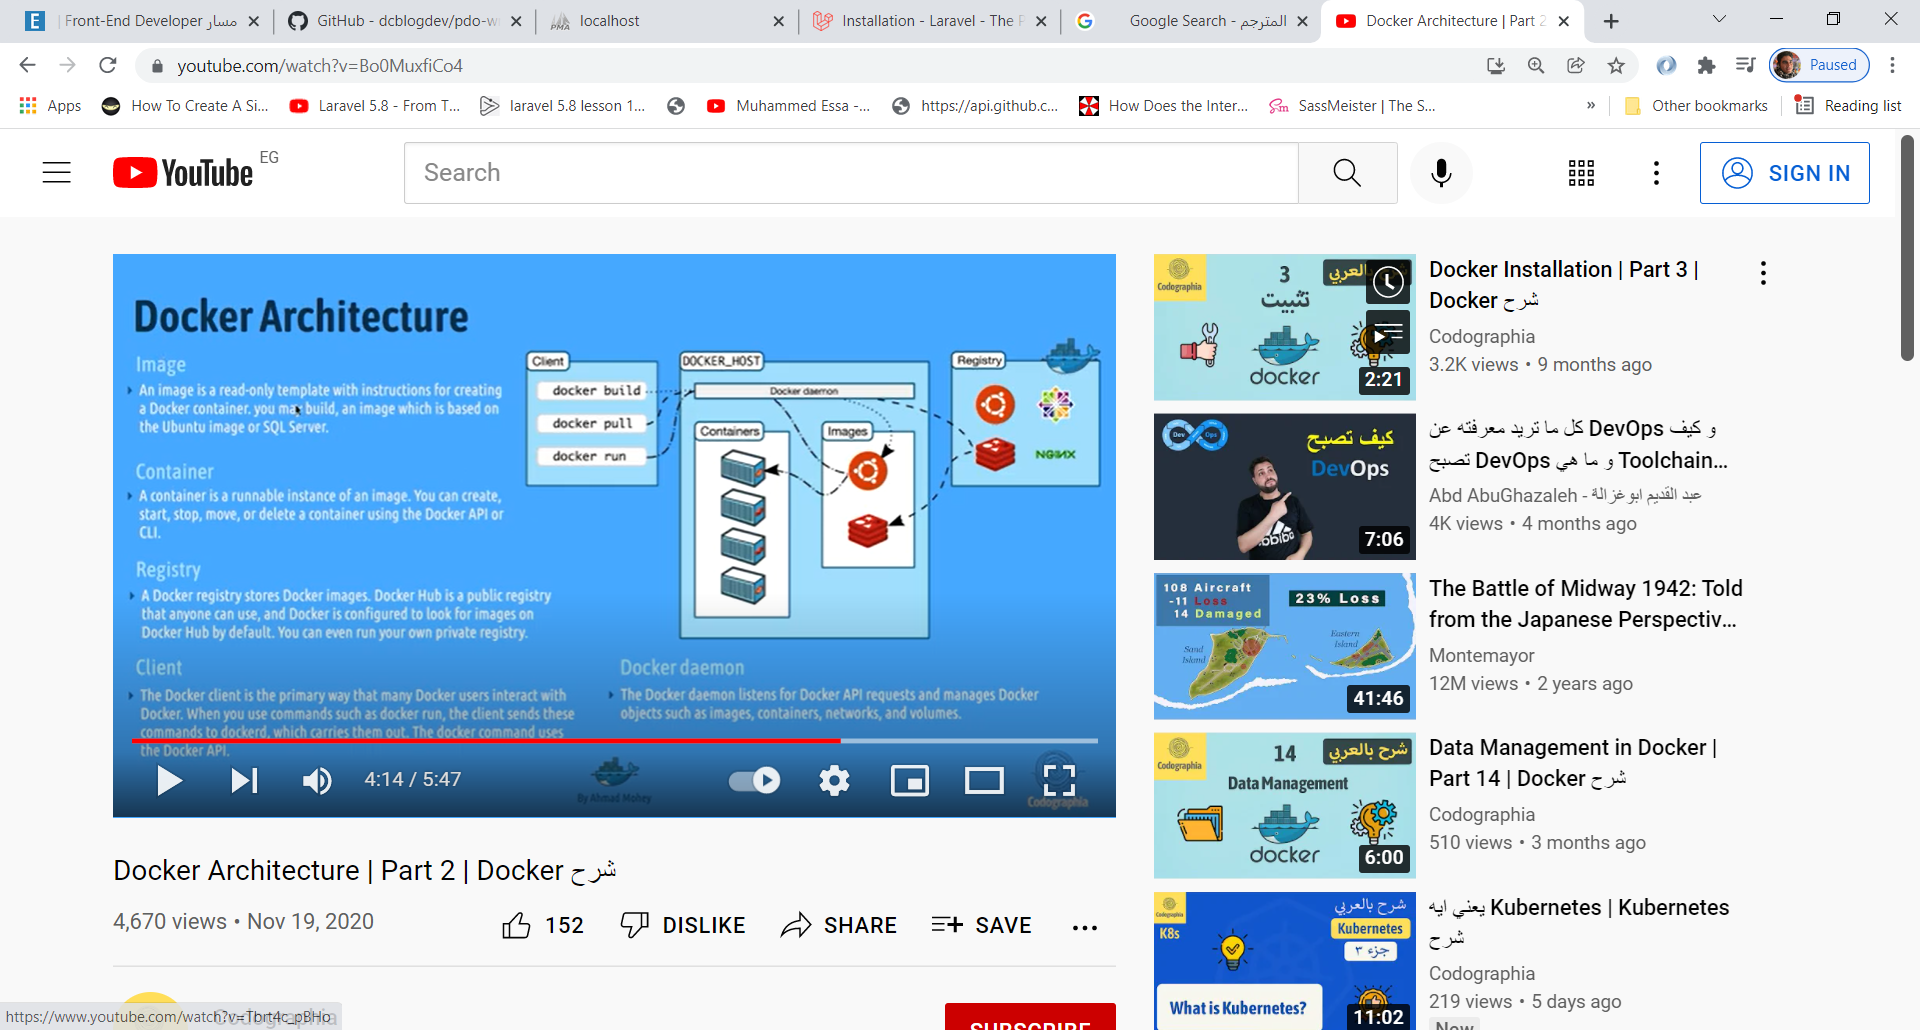 Front-End Developer مسار |
GitHub - dcblogdev/pdo-w
localhost
Installation - Laravel - The P
Google Search - المترجم
Docker Architecture | Part 2
youtube.com/watch?v=Bo0MuxfiCo4
Paused
Apps
How To Create A Si...
Laravel 5.8 - From T...
laravel 5.8 lesson 1...
Muhammed Essa -...
https://api.github.c...
How Does the Inter...
SassMeister | The S...
»
Other bookmarks
Reading list
YouTube EG
Search
SIGN IN
Docker Architecture
Image
An image is a read-only template with instructions for creating
a Docker container. you may build, an image which is based on
the Ubuntu image or SQL Server.
Container
A container is a runnable instance of an image. You can create,
start, stop, move, or delete a container using the Docker API or
CLI.
Registry
A Docker registry stores Docker images. Docker Hub is a public registry
that anyone can use, and Docker is configured to look for images on
Docker Hub by default. You can even run your own private registry.
Client
The Docker client is the primary way that many Docker users interact with
Docker. When you use commands such as docker run, the client sends these
commands to dockerd, which carries them out. The docker command uses
the Docker API.
Docker daemon
The Docker daemon listens for Docker API requests and manages Docker
objects such as images, containers, networks, and volumes.
Client
docker build
docker pull
docker run
DOCKER_HOST
Docker daemon
Containers
Images
Registry
NGINX
By Ahmad Mohey
Codographia
4:14 / 5:47
Docker Architecture | Part 2 | Docker شرح
4,670 views • Nov 19, 2020
152
DISLIKE
SHARE
SAVE
Codographia
SUBSCRIBE
https://www.youtube.com/watch?v=Tbrt4c_pBHo
Codographia
3
تثبيت
docker
2:21
Docker Installation | Part 3 |
Docker شرح
Codographia
3.2K views • 9 months ago
Dev Ops
كيف تصبح
DevOps
7:06
و كيف DevOps كل ما تريد معرفته عن
تصبح DevOps و ما هي Toolchain...
Abd AbuGhazaleh - عبد القديم ابوغزالة
4K views • 4 months ago
108 Aircraft
-11 Loss
14 Damaged
23% Loss
Sand
Island
Eastern
Island
41:46
The Battle of Midway 1942: Told
from the Japanese Perspectiv...
Montemayor
12M views • 2 years ago
Codographia
14
شرح بالعربي
Data Management
docker
6:00
Data Management in Docker |
Part 14 | Docker شرح
Codographia
510 views • 3 months ago
K8s
شرح بالعربي
Kubernetes
جزء ٣
What is Kubernetes?
11:02
يعني ايه Kubernetes | Kubernetes
شرح
Codographia
219 views • 5 days ago
New